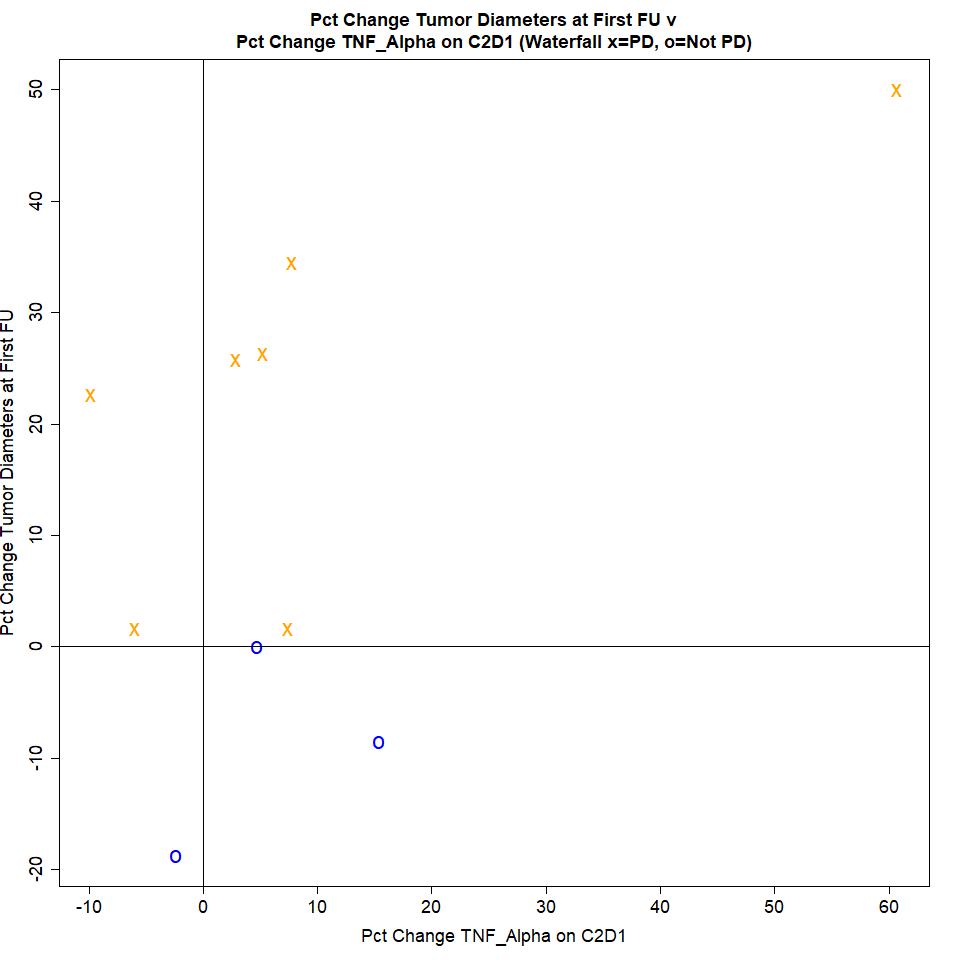 Pct Change Tumor Diameters at First FU v
Pct Change TNF_Alpha on C2D1 (Waterfall x=PD, o=Not PD)
Pct Change Tumor Diameters at First FU
50
40
30
20
10
0
-10
-20
X
X
X
X
X
X
X
O
O
O
-10
0
10
20
30
40
50
60
Pct Change TNF_Alpha on C2D1